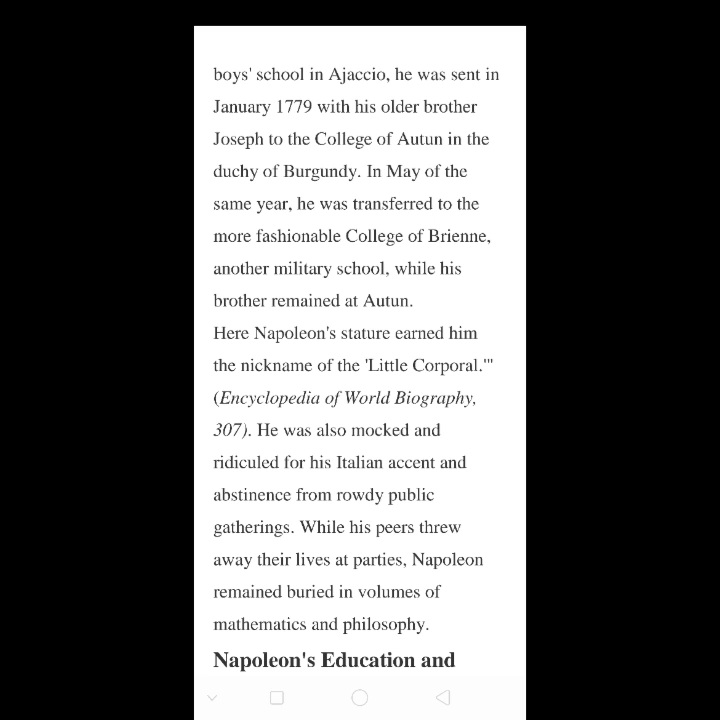 boys' school in Ajaccio, he was sent in
January 1779 with his older brother
Joseph to the College of Autun in the
duchy of Burgundy. In May of the
same year, he was transferred to the
more fashionable College of Brienne,
another military school, while his
brother remained at Autun.
Here Napoleon's stature earned him
the nickname of the 'Little Corporal.'"
(Encyclopedia of World Biography,
307). He was also mocked and
ridiculed for his Italian accent and
abstinence from rowdy public
gatherings. While his peers threw
away their lives at parties, Napoleon
remained buried in volumes of
mathematics and philosophy.
Napoleon's Education and